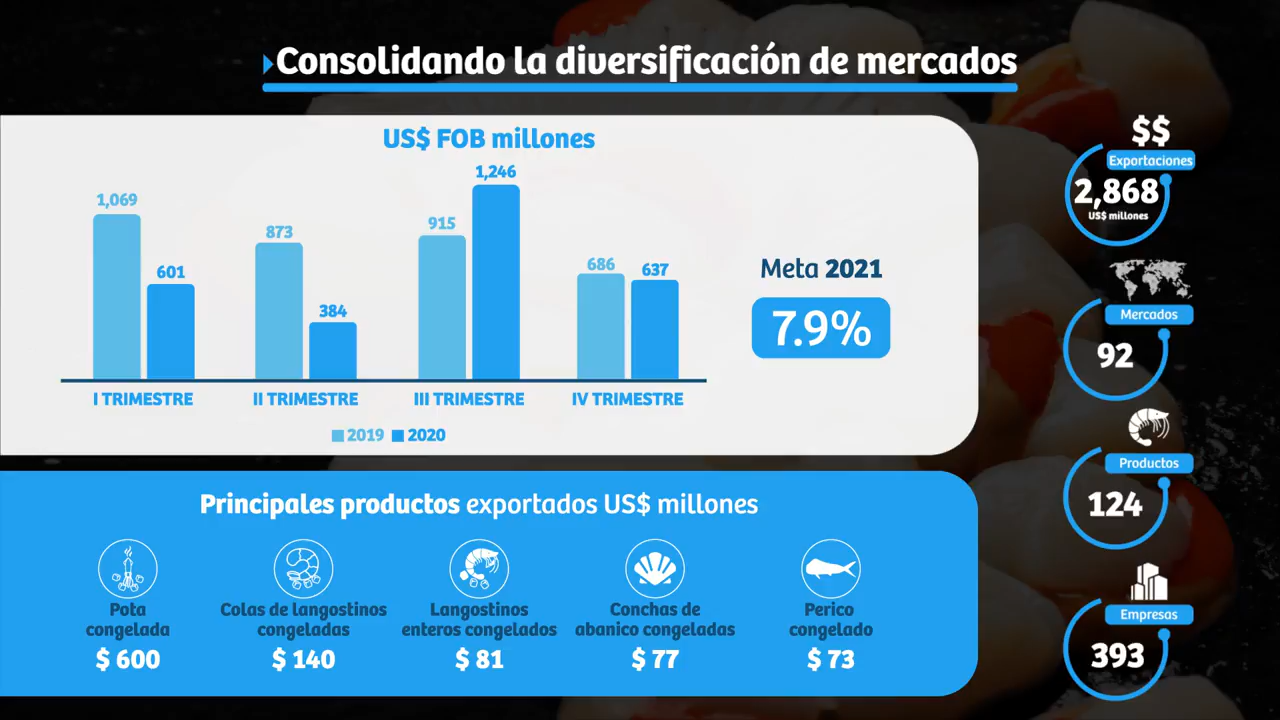 Consolidando la diversificación de mercados
US$ FOB millones
1,069
601
873
384
915
1,246
686
637
I TRIMESTRE
II TRIMESTRE
III TRIMESTRE
IV TRIMESTRE
2019
2020
Meta 2021
7.9%
Principales productos exportados US$ millones
Pota
congelada
$ 600
Colas de langostinos
congeladas
$ 140
Langostinos
enteros congelados
$ 81
Conchas de
abanico congeladas
$ 77
Perico
congelado
$ 73
$$
Exportaciones
2,868
US$ millones
Mercados
92
Productos
124
Empresas
393